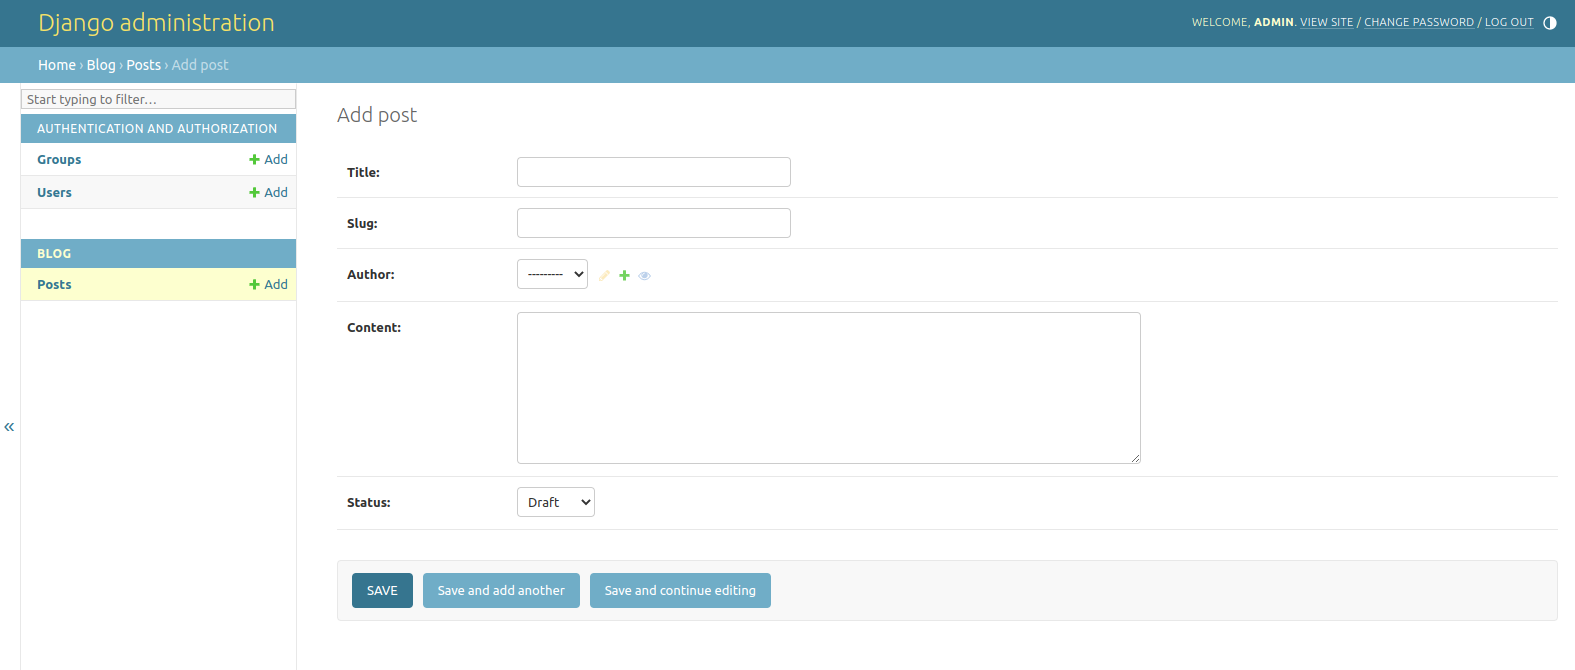 Django administration
WELCOME, ADMIN. VIEW SITE / CHANGE PASSWORD / LOG OUT
Home › Blog › Posts › Add post
Start typing to filter...
AUTHENTICATION AND AUTHORIZATION
Groups Add
Users Add
BLOG
Posts Add
«
Add post
Title:
Slug:
Author: ---------
Content:
Status: Draft
SAVE Save and add another Save and continue editing